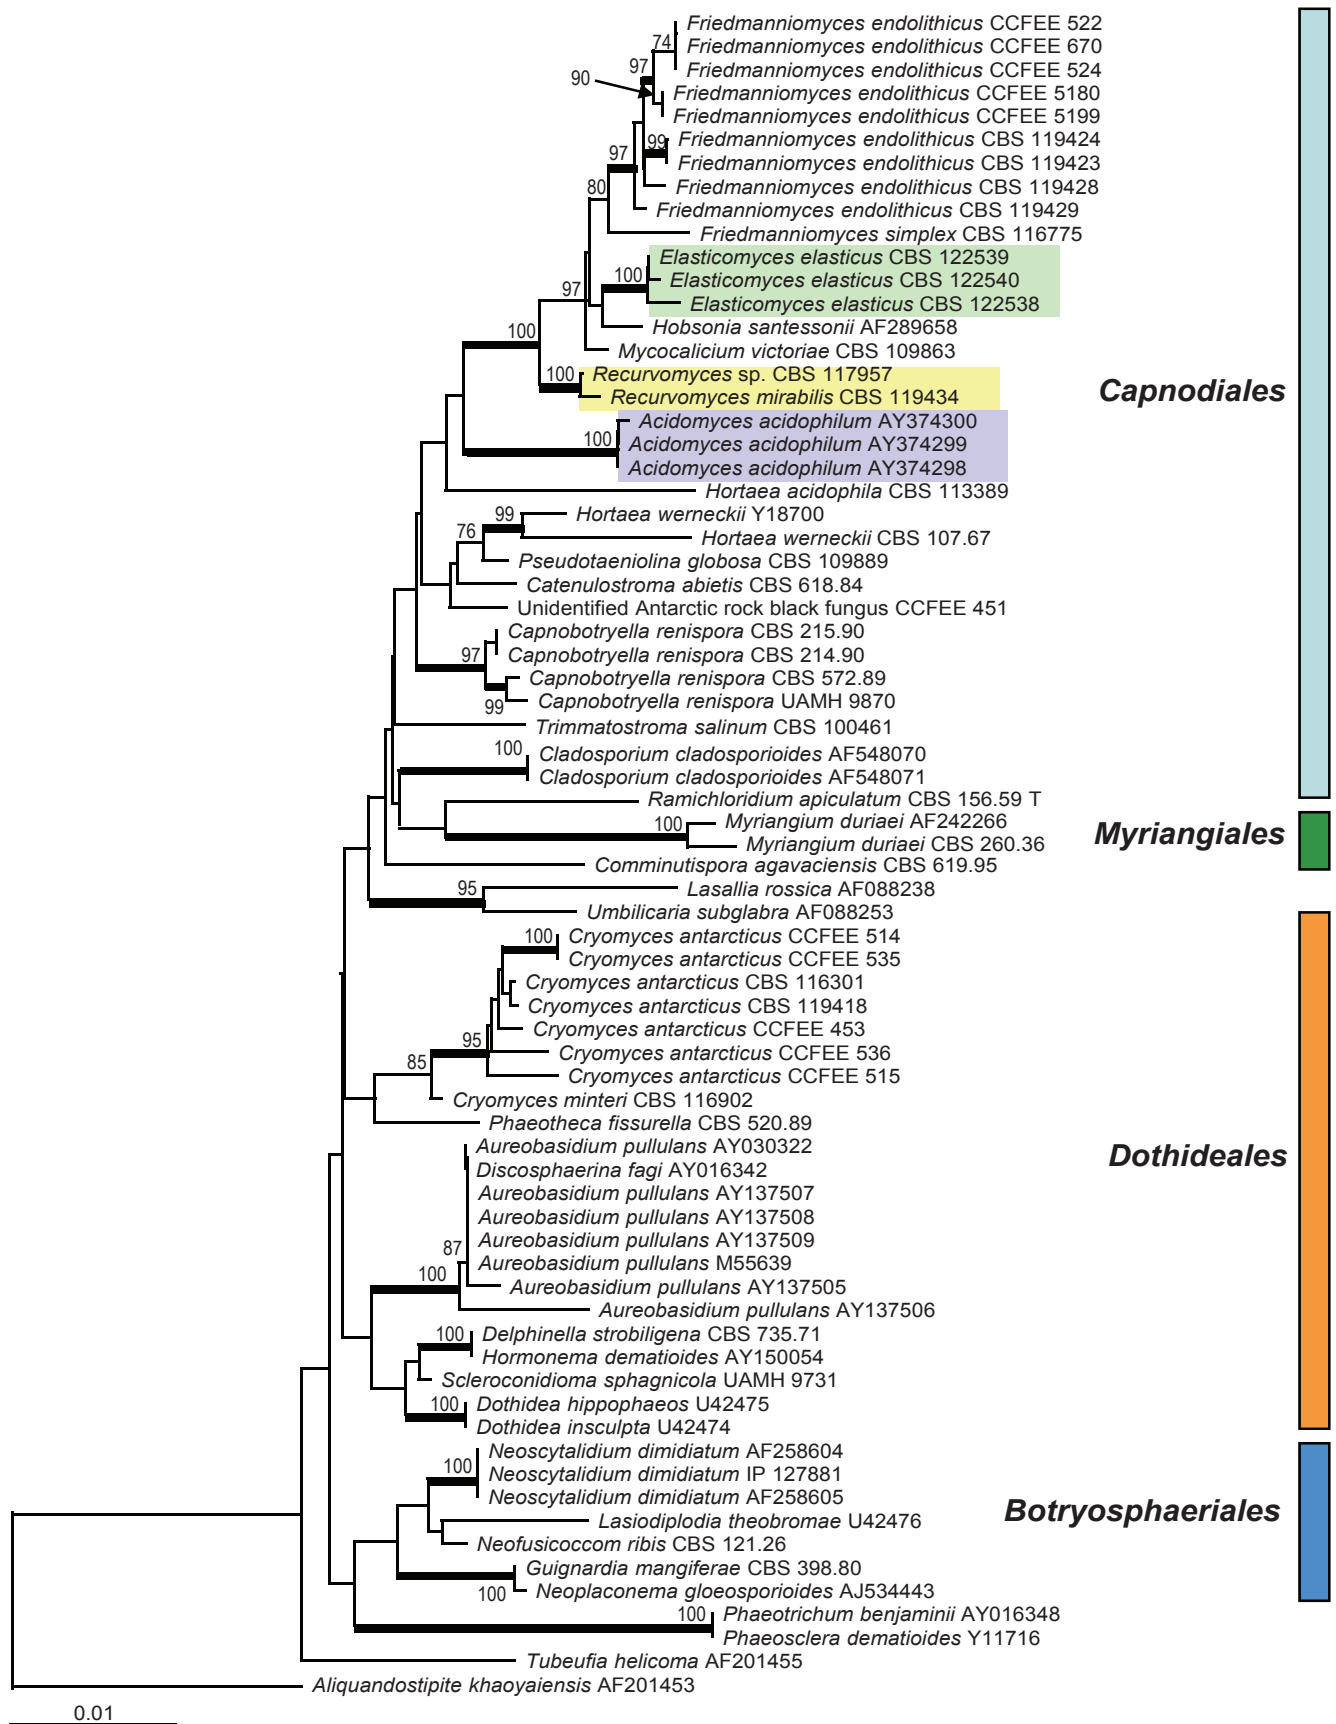 Friedmanniomyces endolithicus CCFEE 522
74
Friedmanniomyces endolithicus CCFEE 670
97
Friedmanniomyces endolithicus CCFEE 524
90
Friedmanniomyces endolithicus CCFEE 5180
Friedmanniomyces endolithicus CCFEE 5199
99
Friedmanniomyces endolithicus CBS 119424
97
Friedmanniomyces endolithicus CBS 119423
80
Friedmanniomyces endolithicus CBS 119428
Friedmanniomyces endolithicus CBS 119429
Friedmanniomyces simplex CBS 116775
Elasticomyces elasticus CBS 122539
100
Elasticomyces elasticus CBS 122540
97
Elasticomyces elasticus CBS 122538
100
Hobsonia santessonii AF289658
Mycocalicium victoriae CBS 109863
100
Recurvomyces sp. CBS 117957
Recurvomyces mirabilis CBS 119434
Capnodiales
Acidomyces acidophilum AY374300
100
Acidomyces acidophilum AY374299
Acidomyces acidophilum AY374298
Hortaea acidophila CBS 113389
99
Hortaea werneckii Y18700
76
Hortaea werneckii CBS 107.67
Pseudotaeniolina globosa CBS 109889
Catenulostroma abietis CBS 618.84
Unidentified Antarctic rock black fungus CCFEE 451
Capnobotryella renispora CBS 215.90
97
Capnobotryella renispora CBS 214.90
Capnobotryella renispora CBS 572.89
99
Capnobotryella renispora UAMH 9870
Trimmatostroma salinum CBS 100461
100
Cladosporium cladosporioides AF548070
Cladosporium cladosporioides AF548071
Ramichloridium apiculatum CBS 156.59 T
100
Myriangium duriaei AF242266
Myriangiales
Myriangium duriaei CBS 260.36
Comminutispora agavaciensis CBS 619.95
95
Lasallia rossica AF088238
Umbilicaria subglabra AF088253
100
Cryomyces antarcticus CCFEE 514
Cryomyces antarcticus CCFEE 535
Cryomyces antarcticus CBS 116301
Cryomyces antarcticus CBS 119418
Cryomyces antarcticus CCFEE 453
95
Cryomyces antarcticus CCFEE 536
85
Cryomyces antarcticus CCFEE 515
Cryomyces minteri CBS 116902
Phaeotheca fissurella CBS 520.89
Aureobasidium pullulans AY030322
Dothideales
Discosphaerina fagi AY016342
Aureobasidium pullulans AY137507
Aureobasidium pullulans AY137508
Aureobasidium pullulans AY137509
87
Aureobasidium pullulans M55639
100
Aureobasidium pullulans AY137505
Aureobasidium pullulans AY137506
100
Delphinella strobiligena CBS 735.71
Hormonema dematioides AY150054
Scleroconidioma sphagnicola UAMH 9731
100
Dothidea hippophaeos U42475
Dothidea insculpta U42474
Neoscytalidium dimidiatum AF258604
100
Neoscytalidium dimidiatum IP 127881
Neoscytalidium dimidiatum AF258605
Botryosphaeriales
Lasiodiplodia theobromae U42476
Neofusicoccom ribis CBS 121.26
Guignardia mangiferae CBS 398.80
100
Neoplaconema gloeosporioides AJ534443
100
Phaeotrichum benjaminii AY016348
Phaeosclera dematioides Y11716
Tubeufia helicoma AF201455
Aliquandostipite khaoyaiensis AF201453
0.01